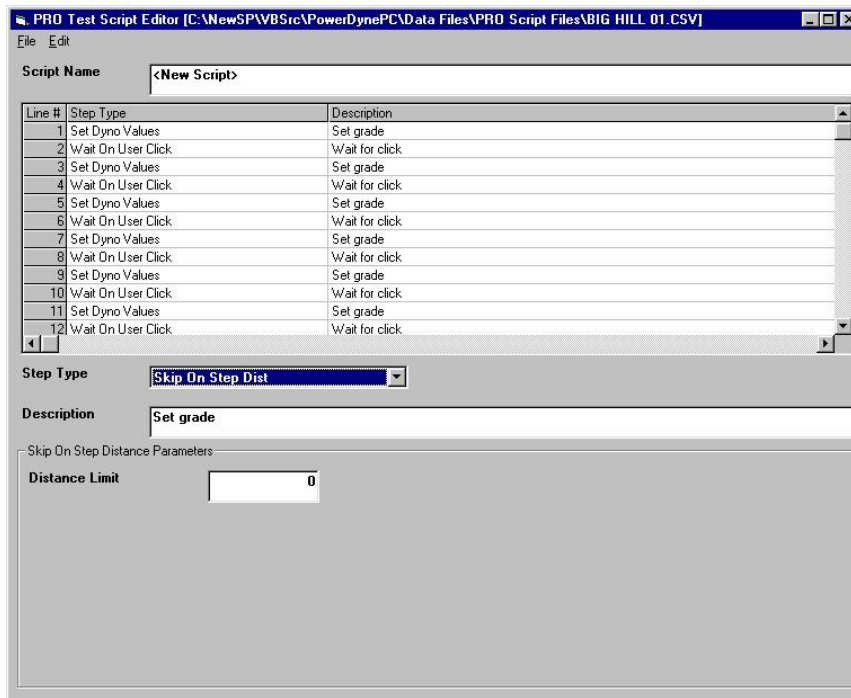 PRO Test Script Editor [C:\NewSP\VBSrc\PowerDynePC\Data Files\PRO Script Files\BIG HILL 01.CSV]
File Edit
Script Name <New Script>
Line # Step Type Description
1 Set Dyno Values Set grade
2 Wait On User Click Wait for click
3 Set Dyno Values Set grade
4 Wait On User Click Wait for click
5 Set Dyno Values Set grade
6 Wait On User Click Wait for click
7 Set Dyno Values Set grade
8 Wait On User Click Wait for click
9 Set Dyno Values Set grade
10 Wait On User Click Wait for click
11 Set Dyno Values Set grade
12 Wait On User Click Wait for click
Step Type Skip On Step Dist
Description Set grade
Skip On Step Distance Parameters
Distance Limit 0